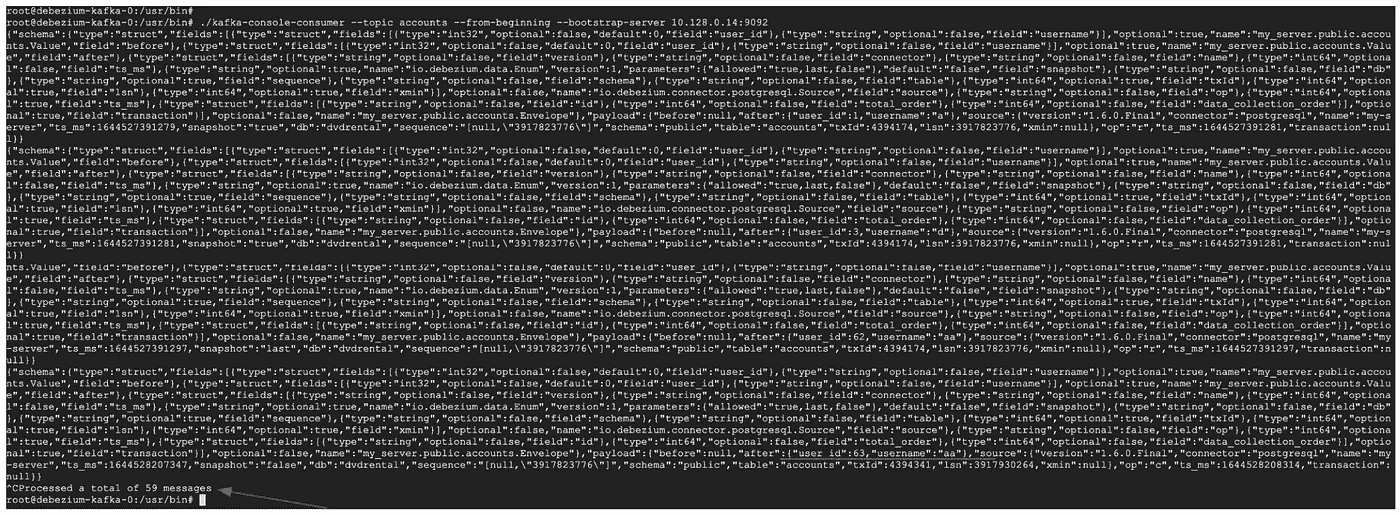 root@debezium-kafka-0:/usr/bin#
root@debezium-kafka-0:/usr/bin# ./kafka-console-consumer --topic accounts --from-beginning --bootstrap-server 10.128.0.14:9092
{"schema":{"type":"struct","fields":[{"type":"struct","fields":[{"type":"int32","optional":false,"default":0,"field":"user_id"},{"type":"string","optional":false,"field":"username"}],"optional":true,"name":"my_server.public.accou
nts.Value","field":"before"},{"type":"struct","fields":[{"type":"int32","optional":false,"default":0,"field":"user_id"},{"type":"string","optional":false,"field":"username"}],"optional":true,"name":"my_server.public.accounts.Valu
e","field":"after"},{"type":"struct","fields":[{"type":"string","optional":false,"field":"version"},{"type":"string","optional":false,"field":"connector"},{"type":"string","optional":false,"field":"name"},{"type":"int64","optiona
l":false,"field":"ts_ms"},{"type":"string","optional":true,"name":"io.debezium.data.Enum","version":1,"parameters":{"allowed":"true,last,false"},"default":"false","field":"snapshot"},{"type":"string","optional":false,"field":"db"
},{"type":"string","optional":true,"field":"sequence"},{"type":"string","optional":false,"field":"schema"},{"type":"string","optional":false,"field":"table"},{"type":"int64","optional":true,"field":"txId"},{"type":"int64","option
al":true,"field":"lsn"},{"type":"int64","optional":true,"field":"xmin"}],"optional":false,"name":"io.debezium.connector.postgresql.Source","field":"source"},{"type":"string","optional":false,"field":"op"},{"type":"int64","option
al":true,"field":"ts_ms"},{"type":"struct","fields":[{"type":"string","optional":false,"field":"id"},{"type":"int64","optional":false,"field":"total_order"},{"type":"int64","optional":false,"field":"data_collection_order"}],"opti
onal":true,"field":"transaction"}],"optional":false,"name":"my_server.public.accounts.Envelope"},"payload":{"before":null,"after":{"user_id":1,"username":"a"},"source":{"version":"1.6.0.Final","connector":"postgresql","name":"my-s
erver","ts_ms":1644527391279,"snapshot":"true","db":"dvdrental","sequence":"[null,\"3917823776\"]","schema":"public","table":"accounts","txId":4394174,"lsn":3917823776,"xmin":null},"op":"r","ts_ms":1644527391281,"transaction":nul
l}}
{"schema":{"type":"struct","fields":[{"type":"struct","fields":[{"type":"int32","optional":false,"default":0,"field":"user_id"},{"type":"string","optional":false,"field":"username"}],"optional":true,"name":"my_server.public.accou
nts.Value","field":"before"},{"type":"struct","fields":[{"type":"int32","optional":false,"default":0,"field":"user_id"},{"type":"string","optional":false,"field":"username"}],"optional":true,"name":"my_server.public.accounts.Valu
e","field":"after"},{"type":"struct","fields":[{"type":"string","optional":false,"field":"version"},{"type":"string","optional":false,"field":"connector"},{"type":"string","optional":false,"field":"name"},{"type":"int64","optiona
l":false,"field":"ts_ms"},{"type":"string","optional":true,"name":"io.debezium.data.Enum","version":1,"parameters":{"allowed":"true,last,false"},"default":"false","field":"snapshot"},{"type":"string","optional":false,"field":"db"
},{"type":"string","optional":true,"field":"sequence"},{"type":"string","optional":false,"field":"schema"},{"type":"string","optional":false,"field":"table"},{"type":"int64","optional":true,"field":"txId"},{"type":"int64","option
al":true,"field":"lsn"},{"type":"int64","optional":true,"field":"xmin"}],"optional":false,"name":"io.debezium.connector.postgresql.Source","field":"source"},{"type":"string","optional":false,"field":"op"},{"type":"int64","option
al":true,"field":"ts_ms"},{"type":"struct","fields":[{"type":"string","optional":false,"field":"id"},{"type":"int64","optional":false,"field":"total_order"},{"type":"int64","optional":false,"field":"data_collection_order"}],"opti
onal":true,"field":"transaction"}],"optional":false,"name":"my_server.public.accounts.Envelope"},"payload":{"before":null,"after":{"user_id":3,"username":"d"},"source":{"version":"1.6.0.Final","connector":"postgresql","name":"my-s
erver","ts_ms":1644527391281,"snapshot":"true","db":"dvdrental","sequence":"[null,\"3917823776\"]","schema":"public","table":"accounts","txId":4394174,"lsn":3917823776,"xmin":null},"op":"r","ts_ms":1644527391281,"transaction":nul
l}}
nts.Value","field":"before"},{"type":"struct","fields":[{"type":"int32","optional":false,"default":0,"field":"user_id"},{"type":"string","optional":false,"field":"username"}],"optional":true,"name":"my_server.public.accounts.Valu
e","field":"after"},{"type":"struct","fields":[{"type":"string","optional":false,"field":"version"},{"type":"string","optional":false,"field":"connector"},{"type":"string","optional":false,"field":"name"},{"type":"int64","optiona
l":false,"field":"ts_ms"},{"type":"string","optional":true,"name":"io.debezium.data.Enum","version":1,"parameters":{"allowed":"true,last,false"},"default":"false","field":"snapshot"},{"type":"string","optional":false,"field":"db"
},{"type":"string","optional":true,"field":"sequence"},{"type":"string","optional":false,"field":"schema"},{"type":"string","optional":false,"field":"table"},{"type":"int64","optional":true,"field":"txId"},{"type":"int64","option
al":true,"field":"lsn"},{"type":"int64","optional":true,"field":"xmin"}],"optional":false,"name":"io.debezium.connector.postgresql.Source","field":"source"},{"type":"string","optional":false,"field":"op"},{"type":"int64","option
al":true,"field":"ts_ms"},{"type":"struct","fields":[{"type":"string","optional":false,"field":"id"},{"type":"int64","optional":false,"field":"total_order"},{"type":"int64","optional":false,"field":"data_collection_order"}],"opti
onal":true,"field":"transaction"}],"optional":false,"name":"my_server.public.accounts.Envelope"},"payload":{"before":null,"after":{"user_id":62,"username":"aa"},"source":{"version":"1.6.0.Final","connector":"postgresql","name":"my
-server","ts_ms":1644527391297,"snapshot":"last","db":"dvdrental","sequence":"[null,\"3917823776\"]","schema":"public","table":"accounts","txId":4394174,"lsn":3917823776,"xmin":null},"op":"r","ts_ms":1644527391297,"transaction":n
ull}}
{"schema":{"type":"struct","fields":[{"type":"struct","fields":[{"type":"int32","optional":false,"default":0,"field":"user_id"},{"type":"string","optional":false,"field":"username"}],"optional":true,"name":"my_server.public.accou
nts.Value","field":"before"},{"type":"struct","fields":[{"type":"int32","optional":false,"default":0,"field":"user_id"},{"type":"string","optional":false,"field":"username"}],"optional":true,"name":"my_server.public.accounts.Valu
e","field":"after"},{"type":"struct","fields":[{"type":"string","optional":false,"field":"version"},{"type":"string","optional":false,"field":"connector"},{"type":"string","optional":false,"field":"name"},{"type":"int64","optiona
l":false,"field":"ts_ms"},{"type":"string","optional":true,"name":"io.debezium.data.Enum","version":1,"parameters":{"allowed":"true,last,false"},"default":"false","field":"snapshot"},{"type":"string","optional":false,"field":"db"
},{"type":"string","optional":true,"field":"sequence"},{"type":"string","optional":false,"field":"schema"},{"type":"string","optional":false,"field":"table"},{"type":"int64","optional":true,"field":"txId"},{"type":"int64","option
al":true,"field":"lsn"},{"type":"int64","optional":true,"field":"xmin"}],"optional":false,"name":"io.debezium.connector.postgresql.Source","field":"source"},{"type":"string","optional":false,"field":"op"},{"type":"int64","option
al":true,"field":"ts_ms"},{"type":"struct","fields":[{"type":"string","optional":false,"field":"id"},{"type":"int64","optional":false,"field":"total_order"},{"type":"int64","optional":false,"field":"data_collection_order"}],"opti
onal":true,"field":"transaction"}],"optional":false,"name":"my_server.public.accounts.Envelope"},"payload":{"before":null,"after":{"user_id":63,"username":"aa"},"source":{"version":"1.6.0.Final","connector":"postgresql","name":"my
-server","ts_ms":1644528207347,"snapshot":"false","db":"dvdrental","sequence":"[null,\"3917823776\"]","schema":"public","table":"accounts","txId":4394341,"lsn":3917930264,"xmin":null},"op":"c","ts_ms":1644528208314,"transaction":
null}}
^CProcessed a total of 59 messages
root@debezium-kafka-0:/usr/bin#